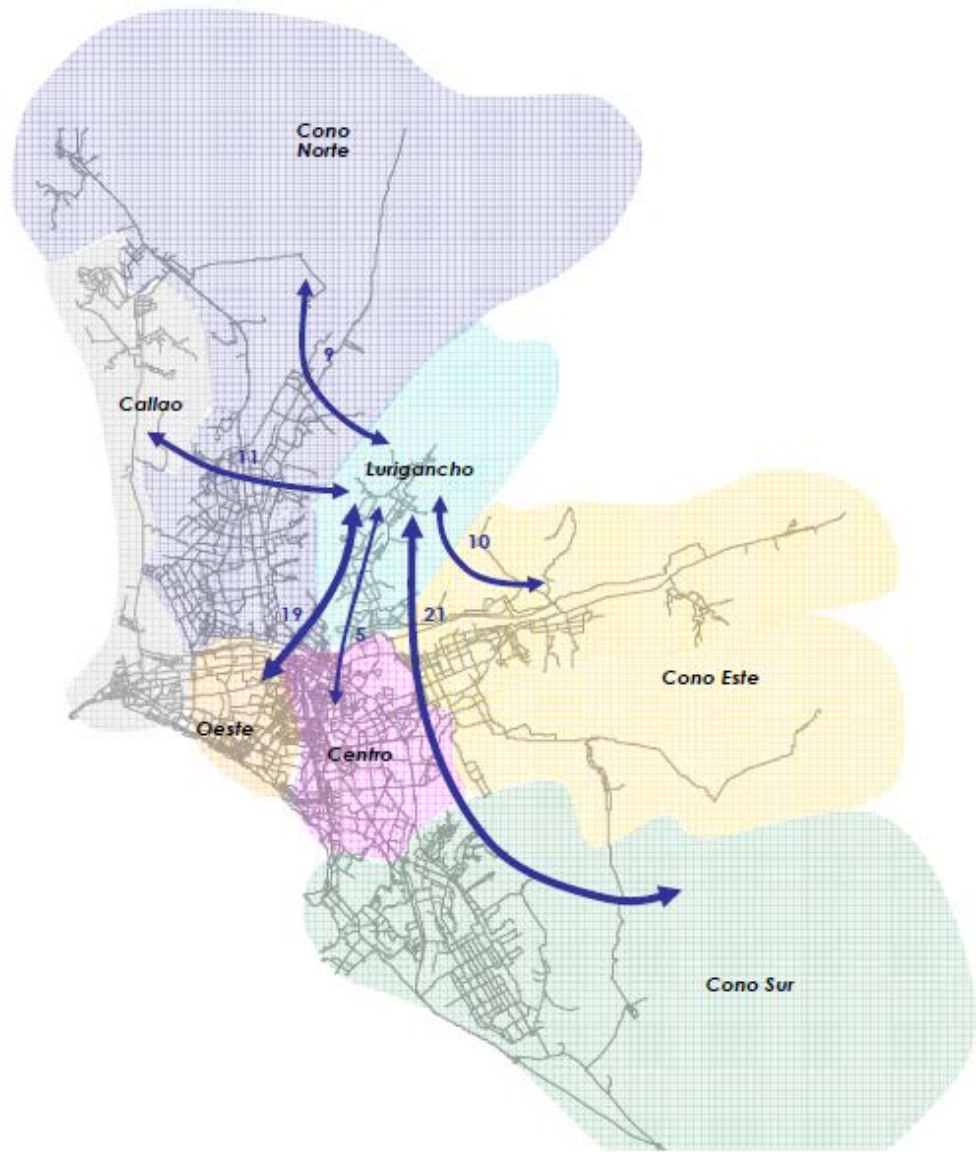 Cono
Norte
9
Callao
11
Lurigancho
10
19
5
21
Cono Este
Oeste
Centro
Cono Sur